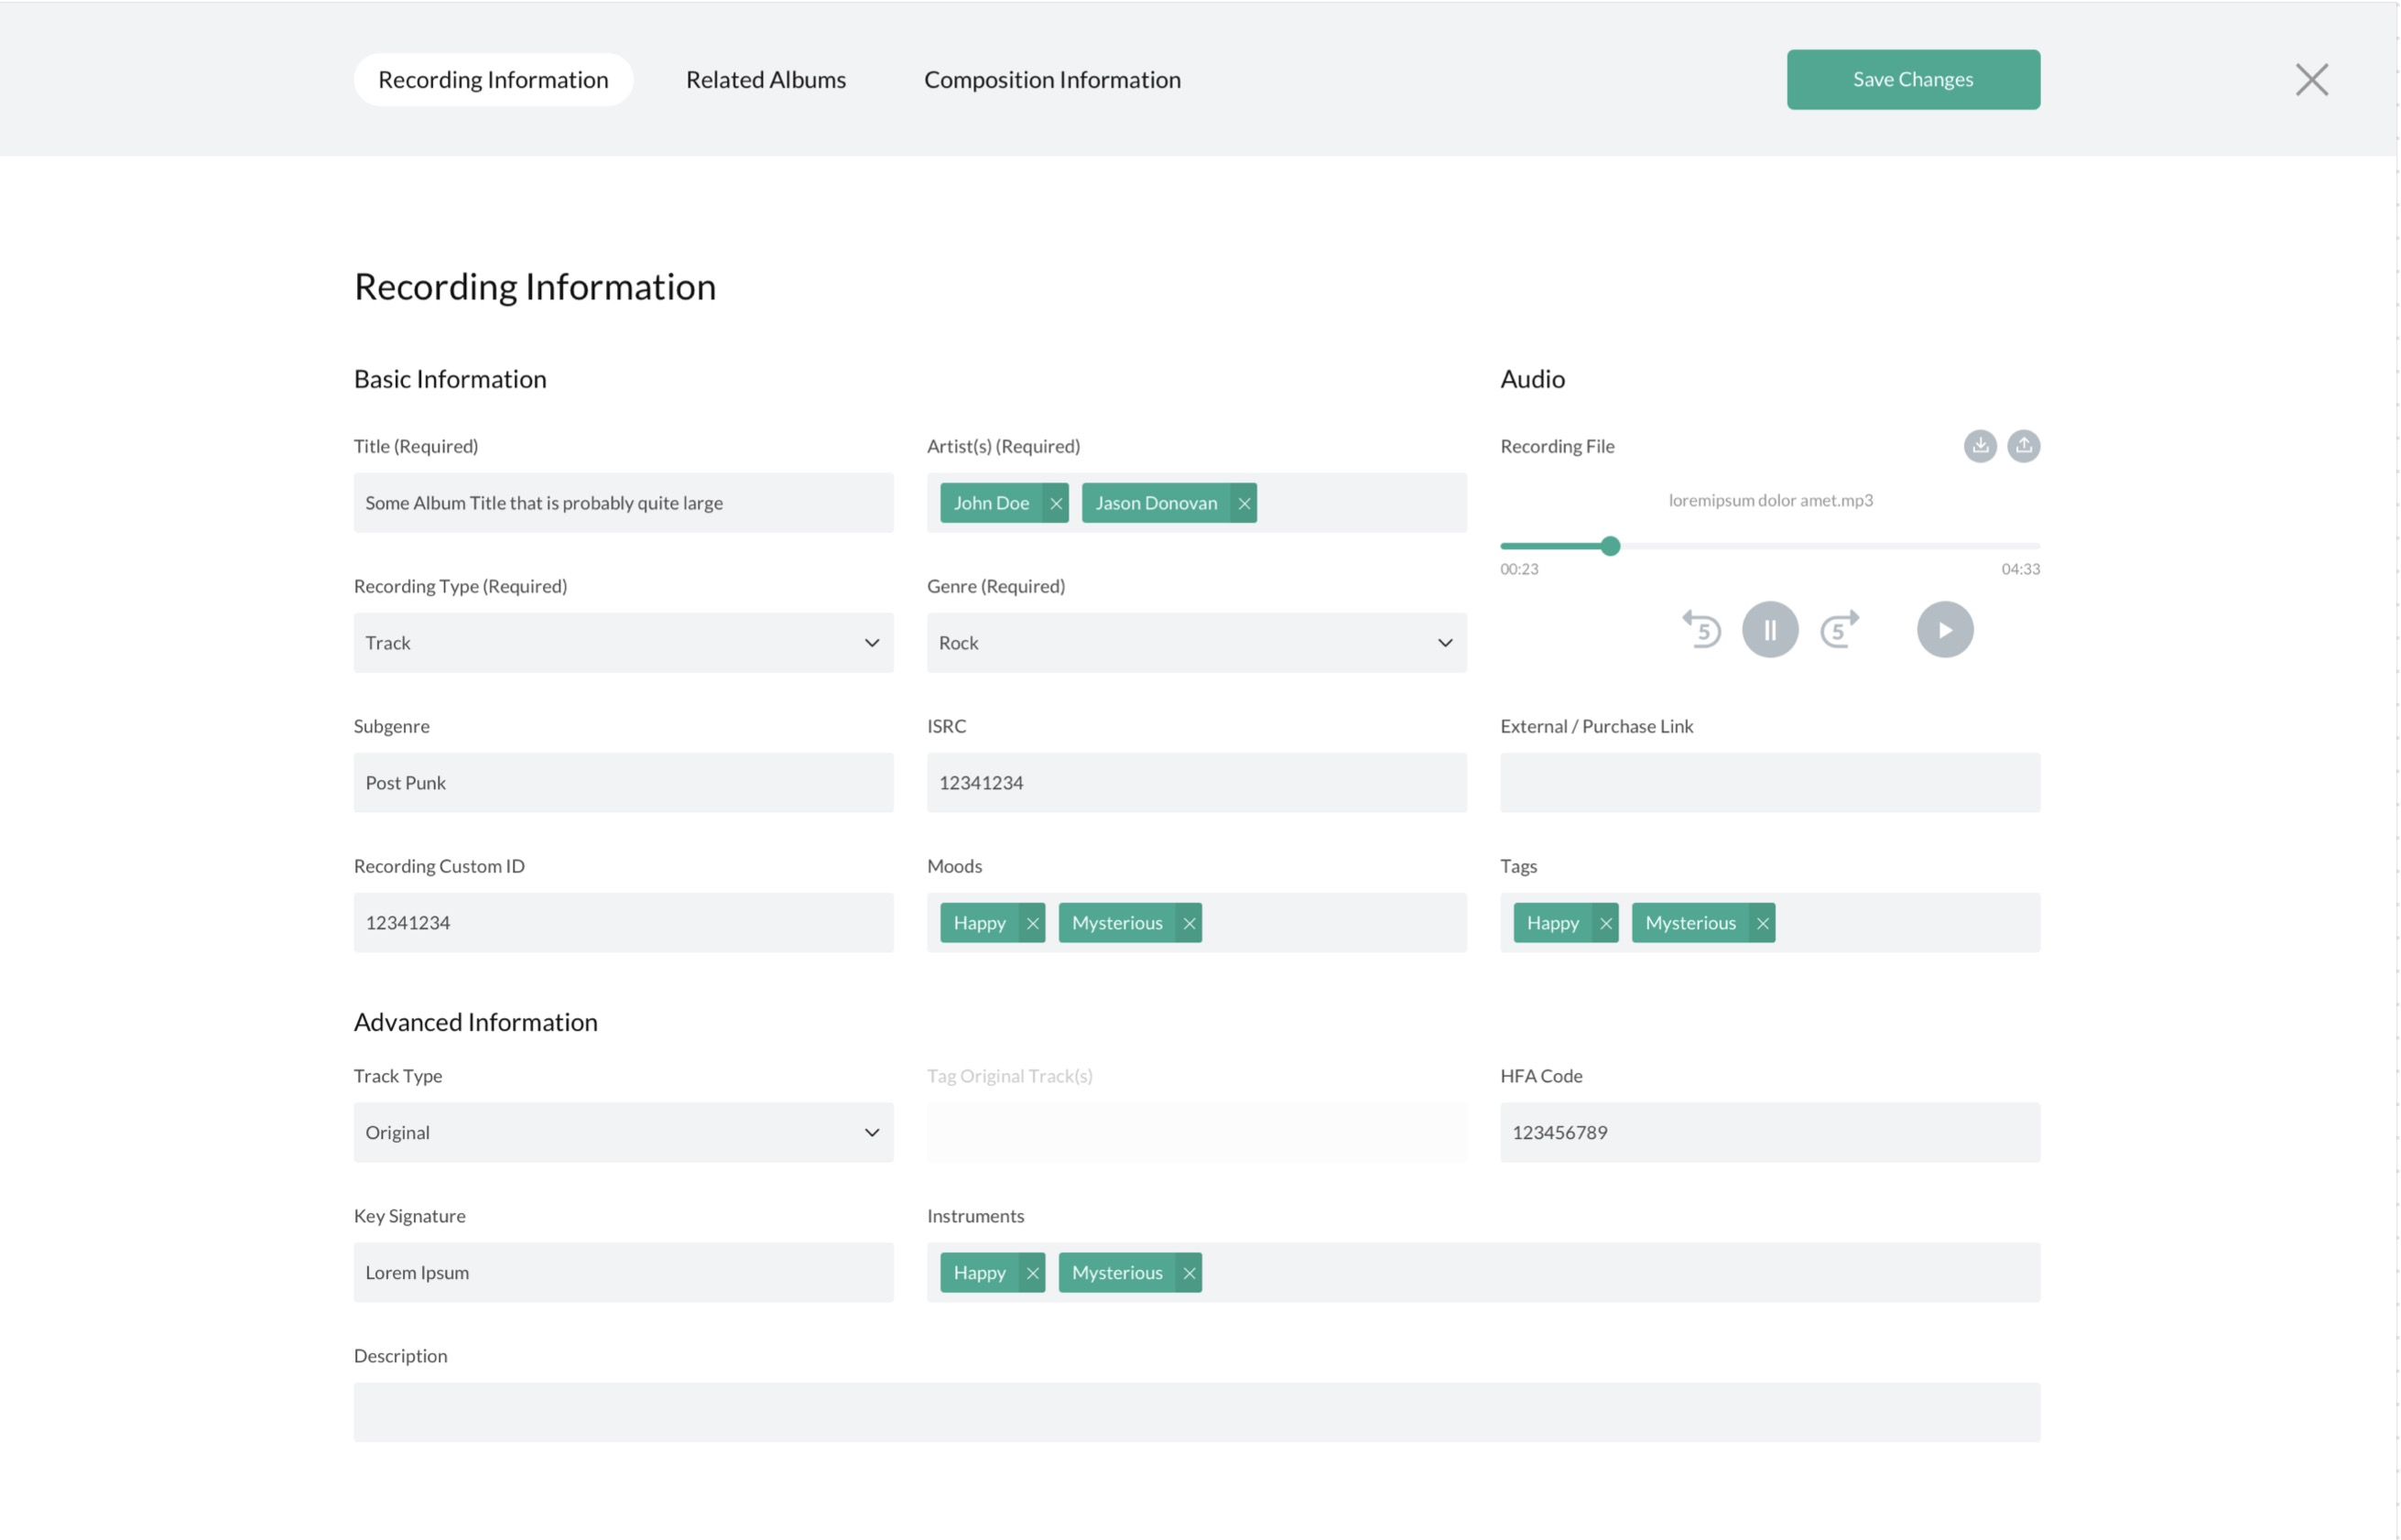 Recording Information
Related Albums
Composition Information
Save Changes
Recording Information
Basic Information
Audio
Title (Required)
Artist(s) (Required)
Recording File
Some Album Title that is probably quite large
John Doe
Jason Donovan
loremipsum dolor amet.mp3
00:23
04:33
Recording Type (Required)
Genre (Required)
Track
Rock
5
5
Subgenre
ISRC
External / Purchase Link
Post Punk
12341234
Recording Custom ID
Moods
Tags
12341234
Happy
Mysterious
Happy
Mysterious
Advanced Information
Track Type
Tag Original Track(s)
HFA Code
Original
123456789
Key Signature
Instruments
Lorem Ipsum
Happy
Mysterious
Description